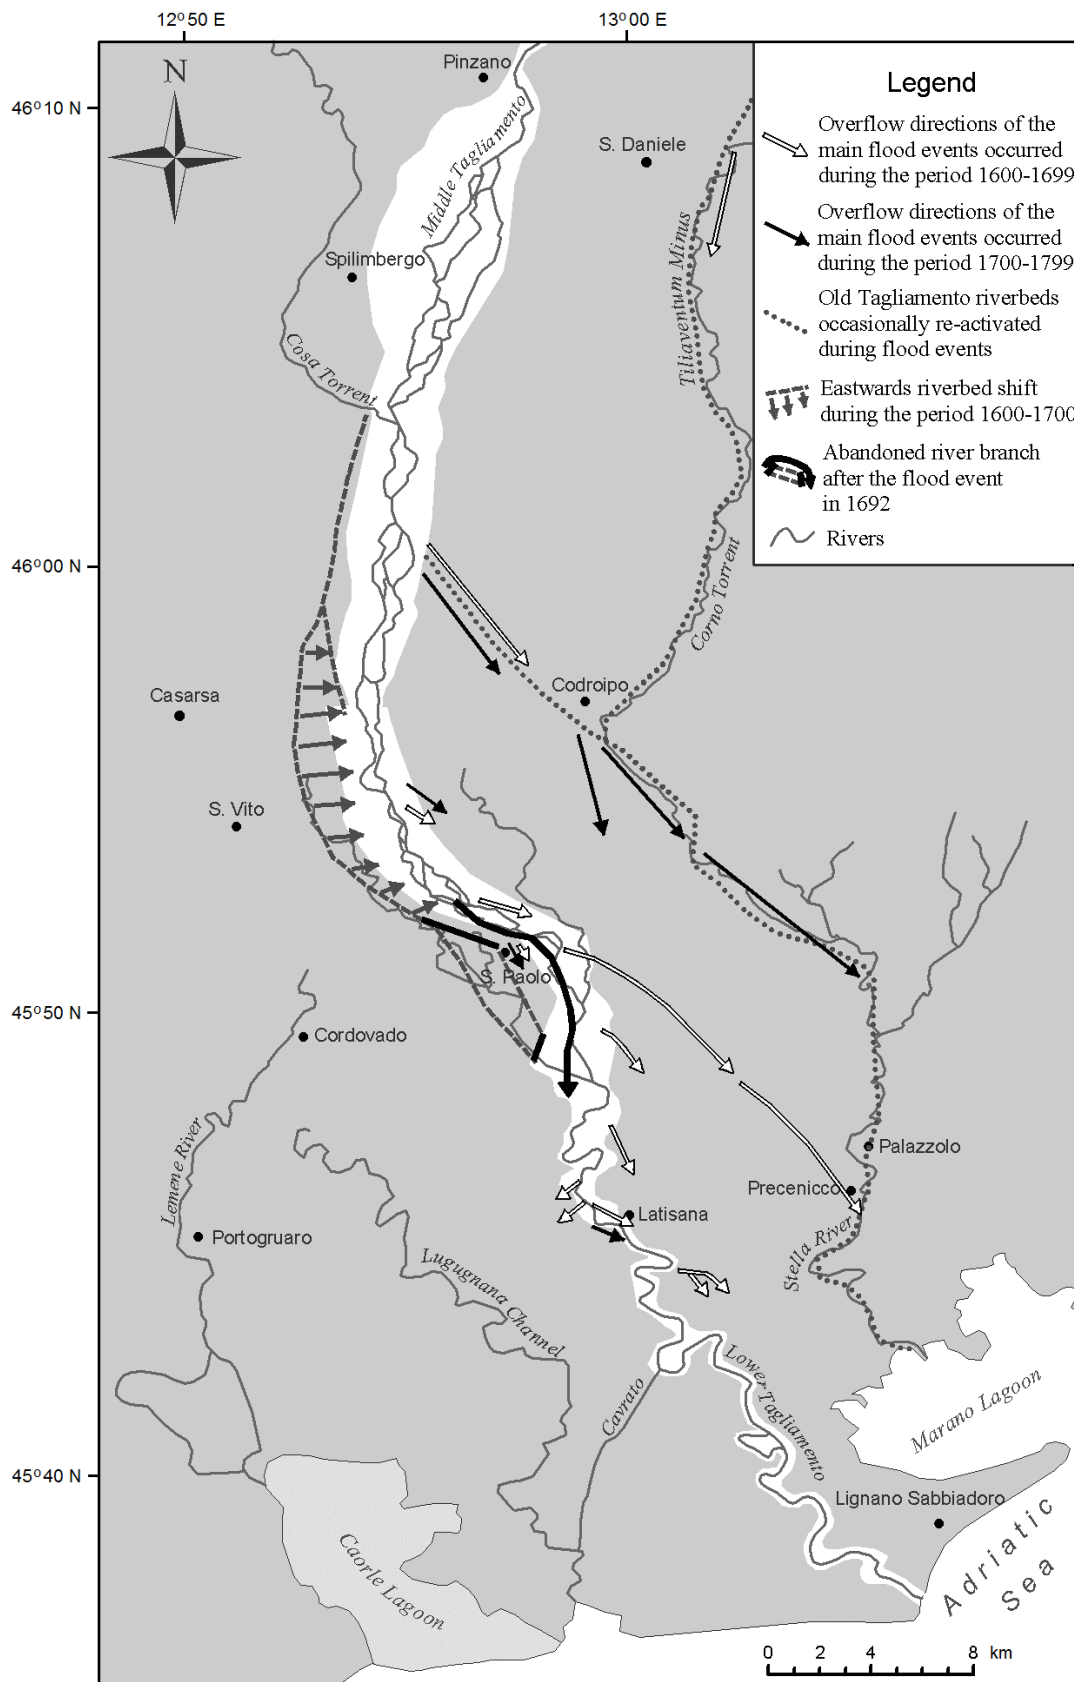 12° 50 E
13° 00 E
46° 10 N
46° 00 N
45° 50 N
45° 40 N
N
Pinzano
S. Daniele
Middle Tagliamento
Spilimbergo
Cosa Torrent
Tiliaventum Minus
Corno Torrent
Codroipo
Casarsa
S. Vito
S. Paolo
Cordovado
Lemene River
Portogruaro
Lugugnana Channel
Latisana
Palazzolo
Precenicco
Stella River
Cavrato
Lower Tagliamento
Marano Lagoon
Lignano Sabbiadoro
Caorle Lagoon
Adriatic
Sea
Legend
Overflow directions of the
main flood events occurred
during the period 1600-1699
Overflow directions of the
main flood events occurred
during the period 1700-1799
Old Tagliamento riverbeds
occasionally re-activated
during flood events
Eastwards riverbed shift
during the period 1600-1700
Abandoned river branch
after the flood event
in 1692
Rivers
0 2 4 8 km